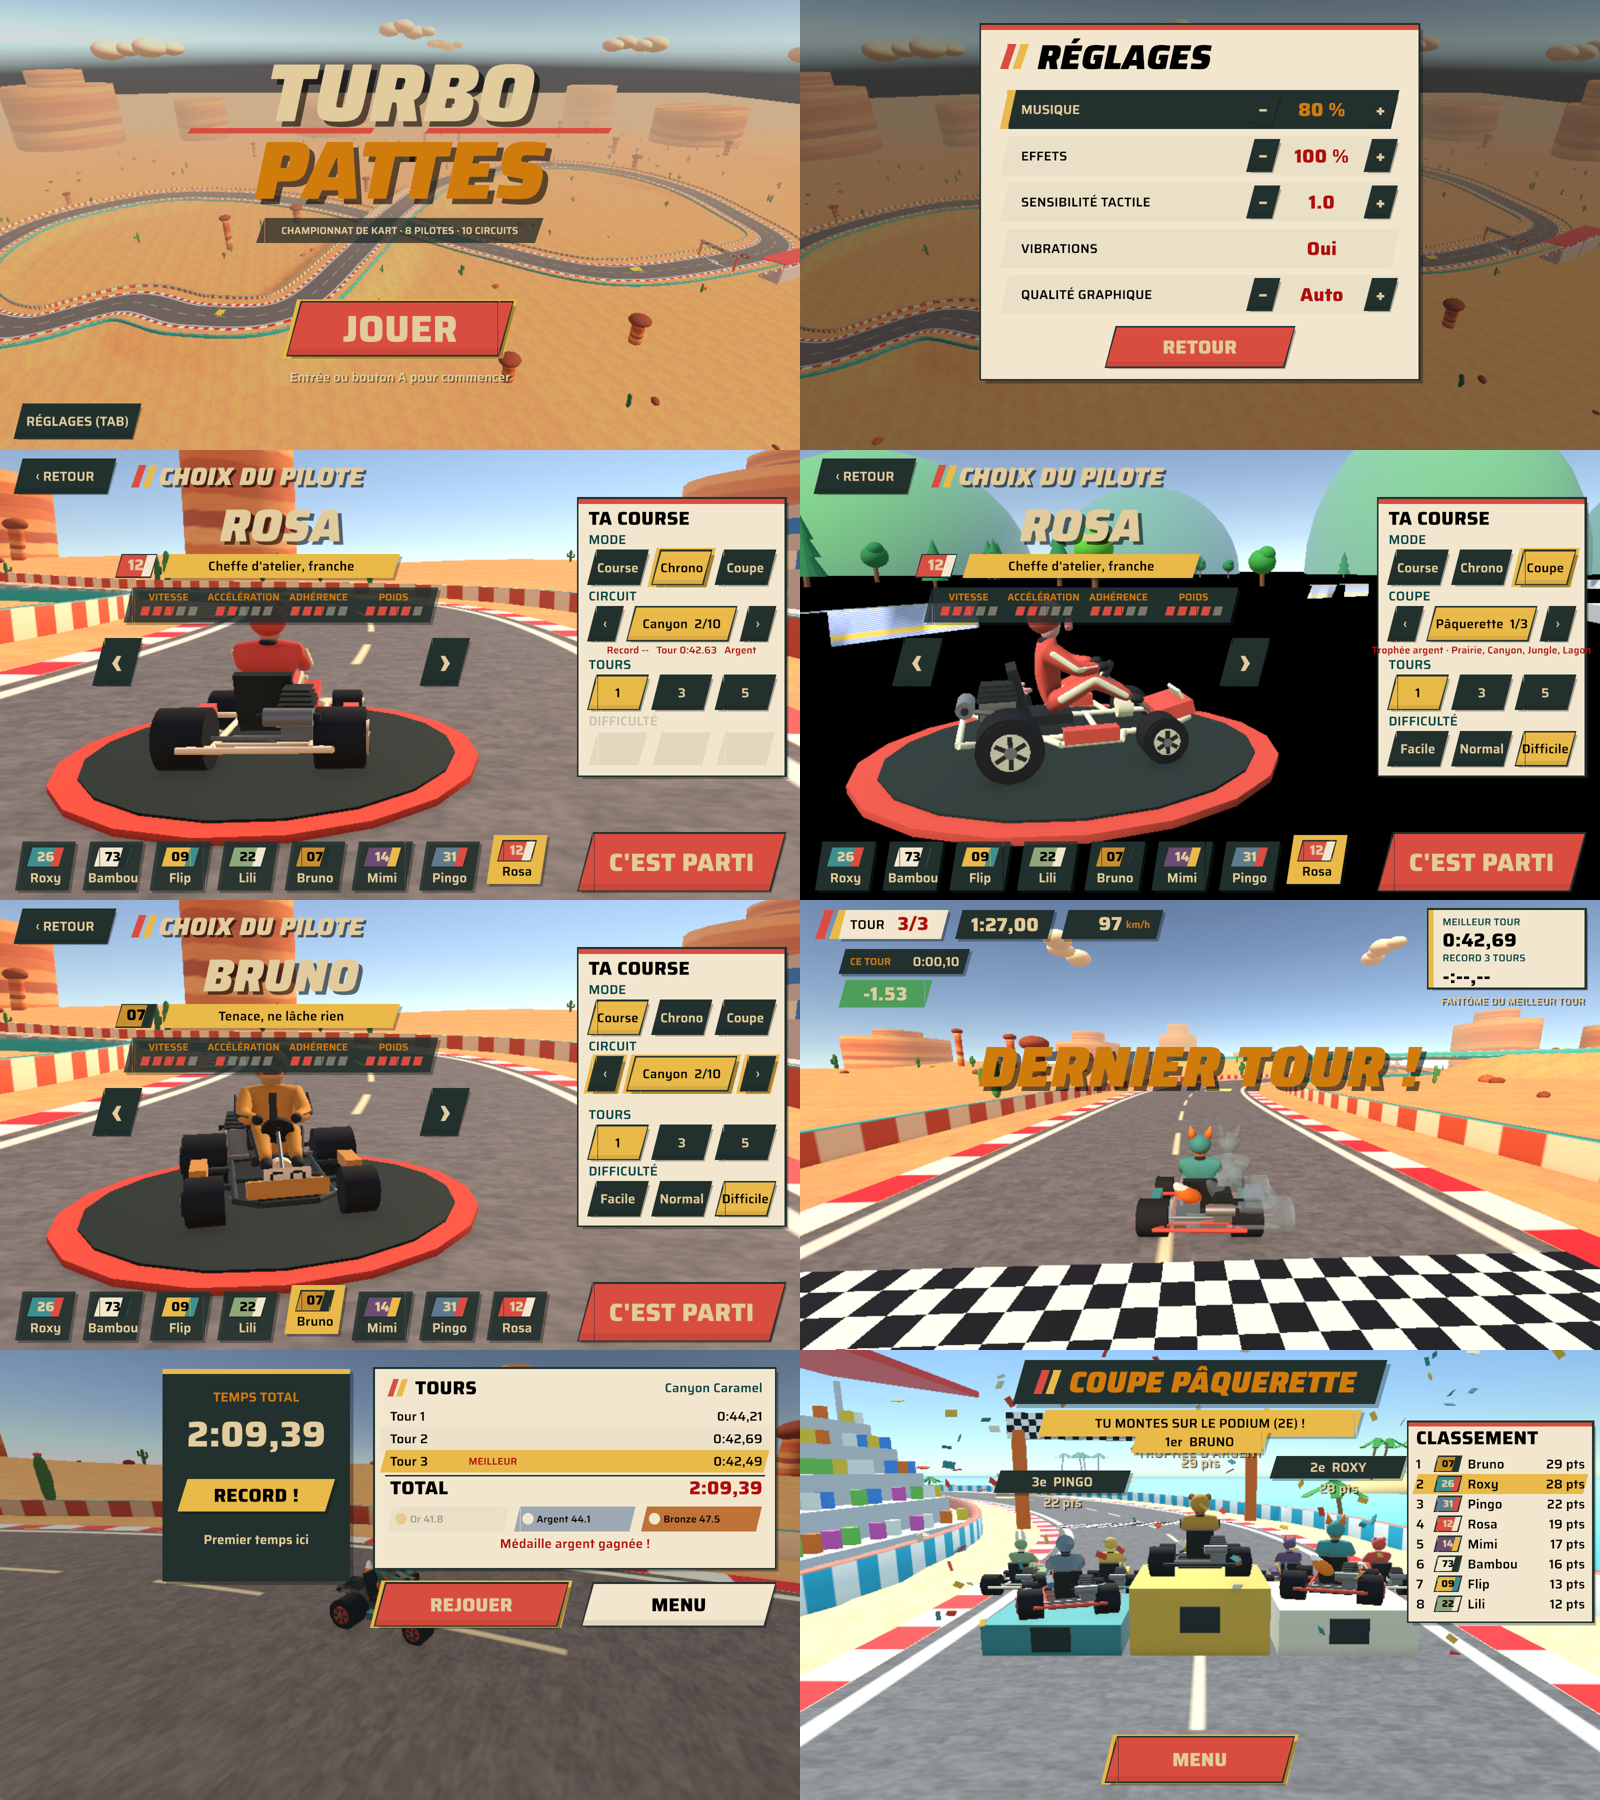 TURBO
PATTES
CHAMPIONNAT DE KART · 8 PILOTES · 10 CIRCUITS
JOUER
Entrée ou bouton A pour commencer
RÉGLAGES (TAB)
RÉGLAGES
MUSIQUE − 80 % +
EFFETS − 100 % +
SENSIBILITÉ TACTILE − 1.0 +
VIBRATIONS Oui
QUALITÉ GRAPHIQUE − Auto +
RETOUR
‹ RETOUR
CHOIX DU PILOTE
ROSA
12 Cheffe d'atelier, franche
VITESSE ACCÉLÉRATION ADHÉRENCE POIDS
❮ ❯
TA COURSE
MODE
Course Chrono Coupe
CIRCUIT
‹ Canyon 2/10 ›
Record -- Tour 0:42.63 Argent
TOURS
1 3 5
DIFFICULTÉ
26 73 09 22 07 14 31 12
Roxy Bambou Flip Lili Bruno Mimi Pingo Rosa
C'EST PARTI
‹ RETOUR
CHOIX DU PILOTE
ROSA
12 Cheffe d'atelier, franche
VITESSE ACCÉLÉRATION ADHÉRENCE POIDS
❮ ❯
TA COURSE
MODE
Course Chrono Coupe
COUPE
‹ Pâquerette 1/3 ›
Trophée argent · Prairie, Canyon, Jungle, Lagon
TOURS
1 3 5
DIFFICULTÉ
Facile Normal Difficile
26 73 09 22 07 14 31 12
Roxy Bambou Flip Lili Bruno Mimi Pingo Rosa
C'EST PARTI
‹ RETOUR
CHOIX DU PILOTE
BRUNO
07 Tenace, ne lâche rien
VITESSE ACCÉLÉRATION ADHÉRENCE POIDS
❮ ❯
TA COURSE
MODE
Course Chrono Coupe
CIRCUIT
‹ Canyon 2/10 ›
TOURS
1 3 5
DIFFICULTÉ
Facile Normal Difficile
26 73 09 22 07 14 31 12
Roxy Bambou Flip Lili Bruno Mimi Pingo Rosa
C'EST PARTI
TOUR 3/3 1:27,00 97 km/h
CE TOUR 0:00,10
-1.53
MEILLEUR TOUR
0:42,69
RECORD 3 TOURS
-:--,--
FANTÔME DU MEILLEUR TOUR
DERNIER TOUR !
TEMPS TOTAL
2:09,39
RECORD !
Premier temps ici
TOURS Canyon Caramel
Tour 1 0:44,21
Tour 2 0:42,69
Tour 3 MEILLEUR 0:42,49
TOTAL 2:09,39
Or 41.8 Argent 44.1 Bronze 47.5
Médaille argent gagnée !
REJOUER MENU
COUPE PÂQUERETTE
TU MONTES SUR LE PODIUM (2E) !
1er BRUNO
TROPHÉE D'ARGENT
29 pts
3e PINGO
22 pts
2e ROXY
28 pts
CLASSEMENT
1 07 Bruno 29 pts
2 26 Roxy 28 pts
3 31 Pingo 22 pts
4 12 Rosa 19 pts
5 14 Mimi 17 pts
6 73 Bambou 16 pts
7 09 Flip 13 pts
8 22 Lili 12 pts
MENU